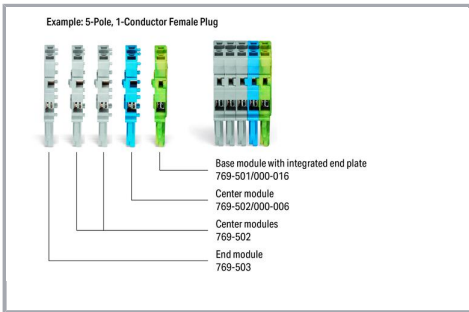 Example: 5-Pole, 1-Conductor Female Plug
Base module with integrated end plate
769-501/000-016
Center module
769-502/000-006
Center modules
769-502
End module
769-503